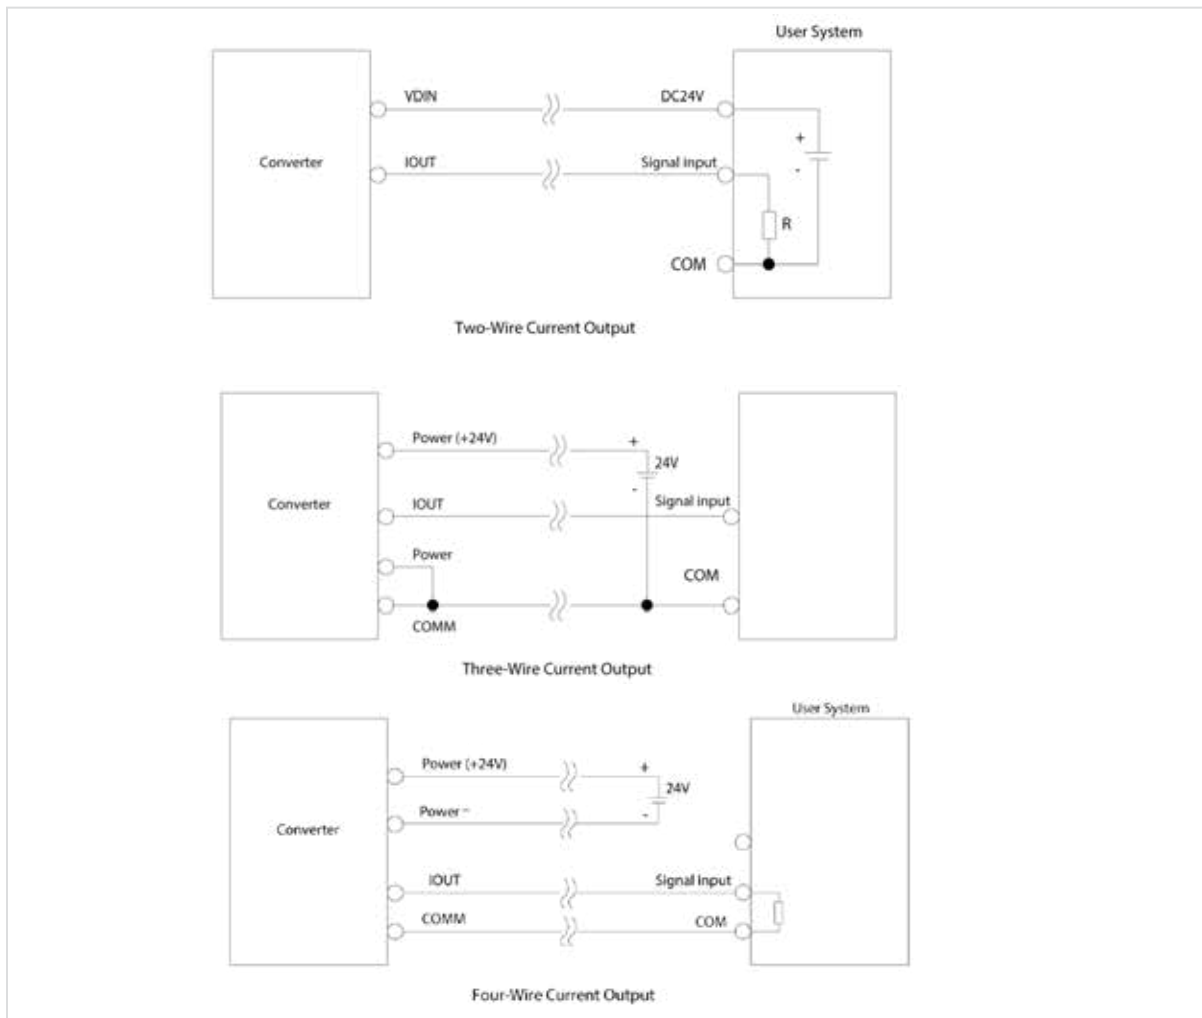 User System
VDIN
DC24V
+
Converter
IOUT
Signal input
-
R
COM
Two-Wire Current Output
Power (+24V)
+
24V
-
Converter
IOUT
Signal input
Power
COM
COMM
Three-Wire Current Output
User System
Power (+24V)
+
24V
Power −
-
Converter
IOUT
Signal input
COMM
COM
Four-Wire Current Output